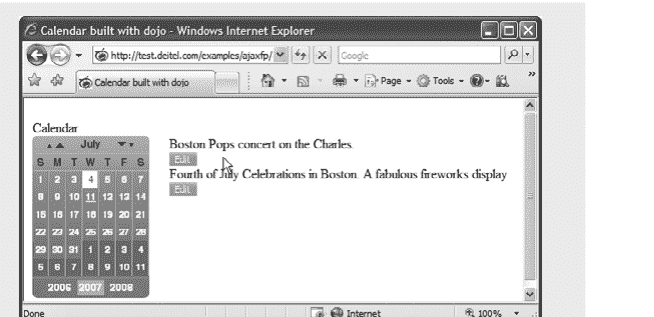 Calendar built with dojo - Windows Internet Explorer
http://test.deitel.com/examples/ajaxfp/
Google
Calendar built with dojo
Page
Tools
Calendar
July
S M T W T F S
1 2 3 4 5 6 7
8 9 10 11 12 13 14
15 16 17 18 19 20 21
22 23 24 25 26 27 28
29 30 31 1 2 3 4
5 6 7 8 9 10 11
2006 2007 2008
Boston Pops concert on the Charles.
Edit
Fourth of July Celebrations in Boston. A fabulous fireworks display
Edit
Done
Internet
100%